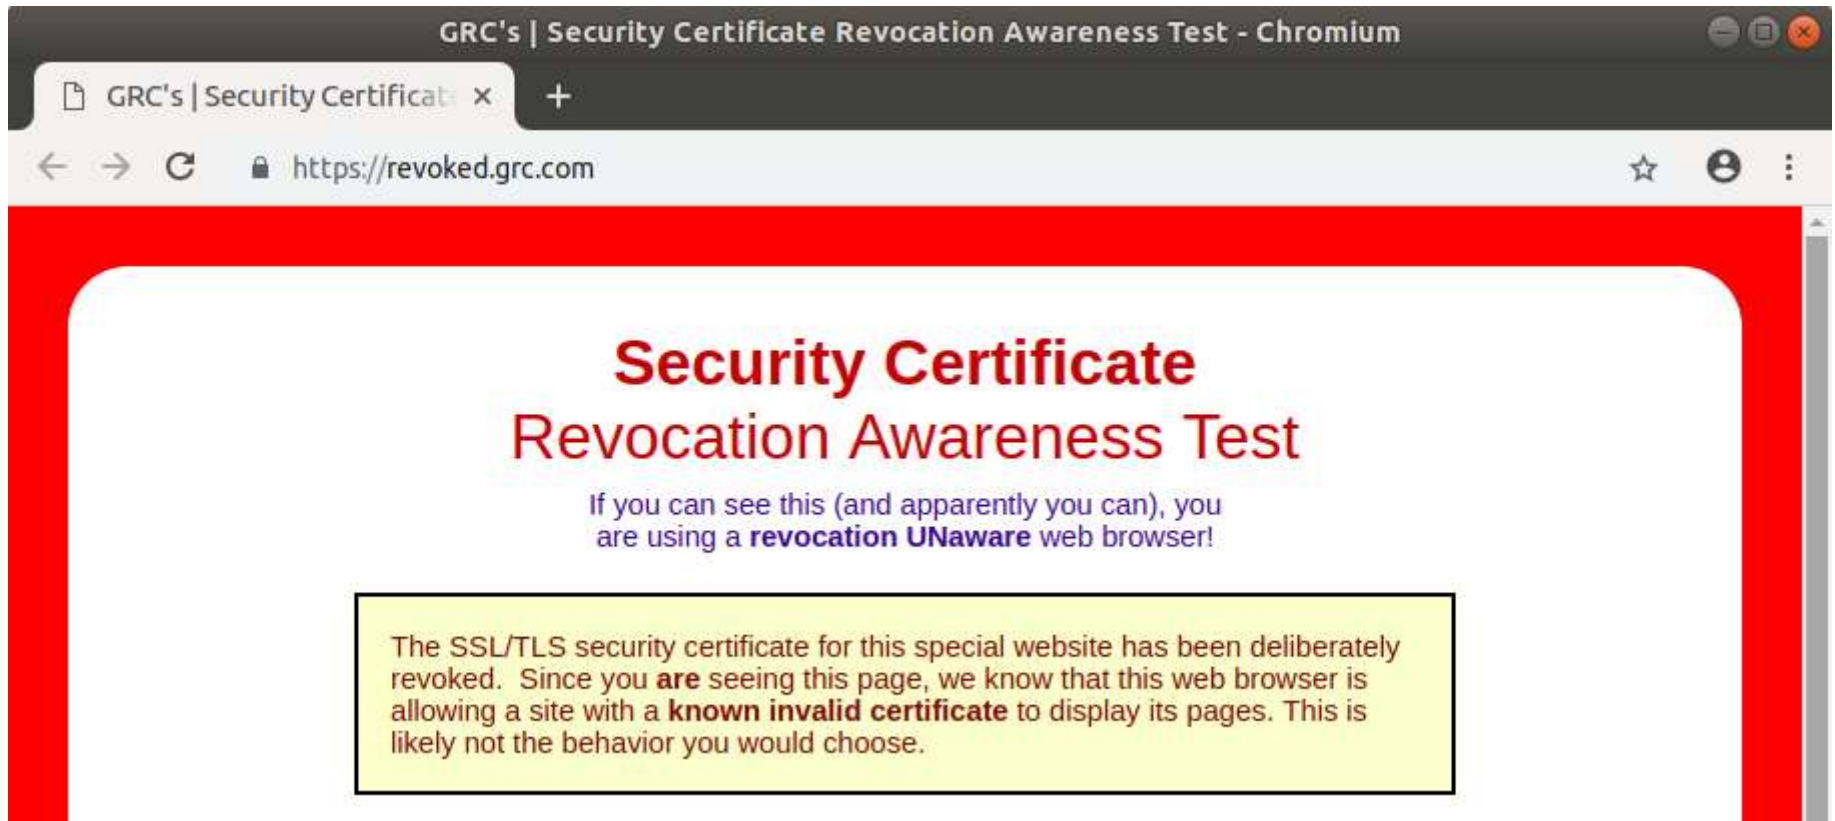 GRC's | Security Certificate Revocation Awareness Test - Chromium
GRC's | Security Certificat
https://revoked.grc.com
Security Certificate
Revocation Awareness Test
If you can see this (and apparently you can), you
are using a revocation UNaware web browser!
The SSL/TLS security certificate for this special website has been deliberately
revoked.  Since you are seeing this page, we know that this web browser is
allowing a site with a known invalid certificate to display its pages. This is
likely not the behavior you would choose.